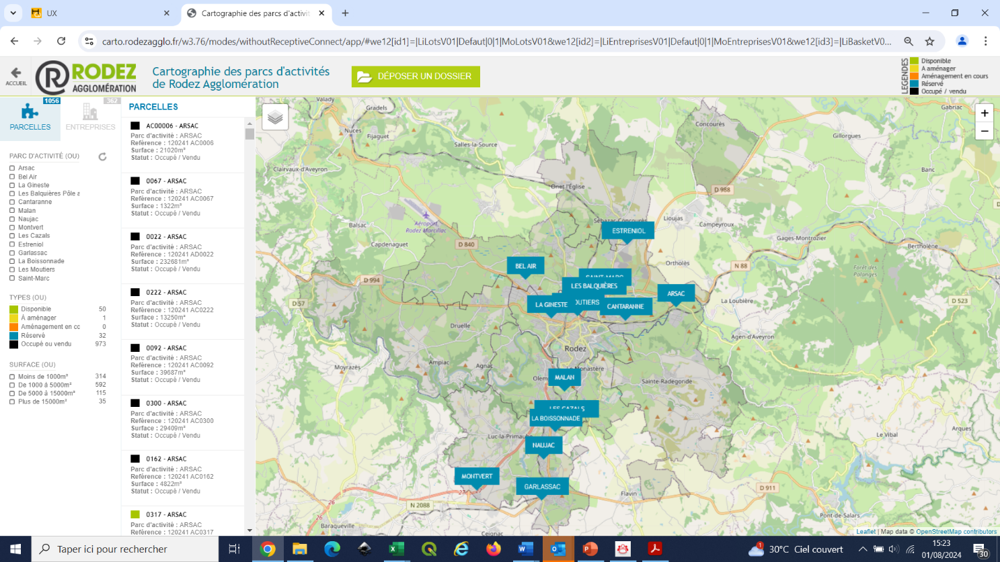 UX
Cartographie des parcs d'activit
carto.rodezagglo.fr/w3.76/modes/withoutReceptiveConnect/app/#we12[id1]=|LiLotsV01|Defaut|0|1|MoLotsV01&we12[id2]=|LiEntreprisesV01|Defaut|0|1|MoEntreprisesV01&we12[id3]=|LiBasketV0...
ACCUEIL
RODEZ
AGGLOMÉRATION
Cartographie des parcs d'activités
de Rodez Agglomération
DÉPOSER UN DOSSIER
LEGENDES
Disponible
A aménager
Aménagement en cours
Réservé
Occupé / vendu
1056
PARCELLES
362
ENTREPRISES
PARC D'ACTIVITÉ (OU)
Arsac
Bel Air
La Gineste
Les Balquières Pôle a
Cantaranne
Malan
Naujac
Montvert
Les Cazals
Estreniol
Garlassac
La Boissonnade
Les Moutiers
Saint-Marc
TYPES (OU)
Disponible 50
À aménager 1
Aménagement en cc 0
Réservé 32
Occupé ou vendu 973
SURFACE (OU)
Moins de 1000m² 314
De 1000 à 5000m² 592
De 5000 à 15000m² 115
Plus de 15000m² 35
PARCELLES
AC00006 - ARSAC
Parc d'activité : ARSAC
Reférence : 120241 AC0006
Surface : 21020m²
Statut : Occupé / Vendu
0067 - ARSAC
Parc d'activité : ARSAC
Reférence : 120241 AC0067
Surface : 1322m²
Statut : Occupé / Vendu
0022 - ARSAC
Parc d'activité : ARSAC
Reférence : 120241 AD0022
Surface : 232681m²
Statut : Occupé / Vendu
0222 - ARSAC
Parc d'activité : ARSAC
Reférence : 120241 AC0222
Surface : 13250m²
Statut : Occupé / Vendu
0092 - ARSAC
Parc d'activité : ARSAC
Reférence : 120241 AC0092
Surface : 39687m²
Statut : Occupé / Vendu
0300 - ARSAC
Parc d'activité : ARSAC
Reférence : 120241 AC0300
Surface : 29409m²
Statut : Occupé / Vendu
0162 - ARSAC
Parc d'activité : ARSAC
Reférence : 120241 AC0162
Surface : 4822m²
Statut : Occupé / Vendu
0317 - ARSAC
Parc d'activité : ARSAC
Reférence : 120241 AC0317
+
−
Valady
Gradels
Nuces
Fijaguet
Salles-la-Source
Concourès
Gabriac
Gillorgues
Clairvaux-d'Aveyron
Banc
Onet l'Église
D 988
Aéroport
Rodez Marcillac
Balsac
Sébazac-Concourès
Lioujas
Campeyroux
ESTRENIOL
Gages-Montrozier
Capdenaguet
D 840
Bertholène
BEL AIR
Ortholès
N 88
Forêt des
Palanges
D 994
SAINT-MARC
LES BALQUIÈRES
ARSAC
D 57
LA GINESTE
OUTIERS
CANTARANNE
La Loubière
D 523
Druelle
Agen-d'Aveyron
Rodez
Ampiac
Agnac
Moyrazès
Monastère
Olem
MALAN
Sainte-Radegonde
LES CAZALS
LA BOISSONNADE
Arques
Luc-la-Primaube
Le Vibal
NAUJAC
MONTVERT
GARLASSAC
27
Flavin
D 911
N 2088
26
Baraqueville
Ceignac
Pont-de-Salars
Leaflet | Map data © OpenStreetMap contributors
Taper ici pour rechercher
1
30°C Ciel couvert
15:23
01/08/2024
30